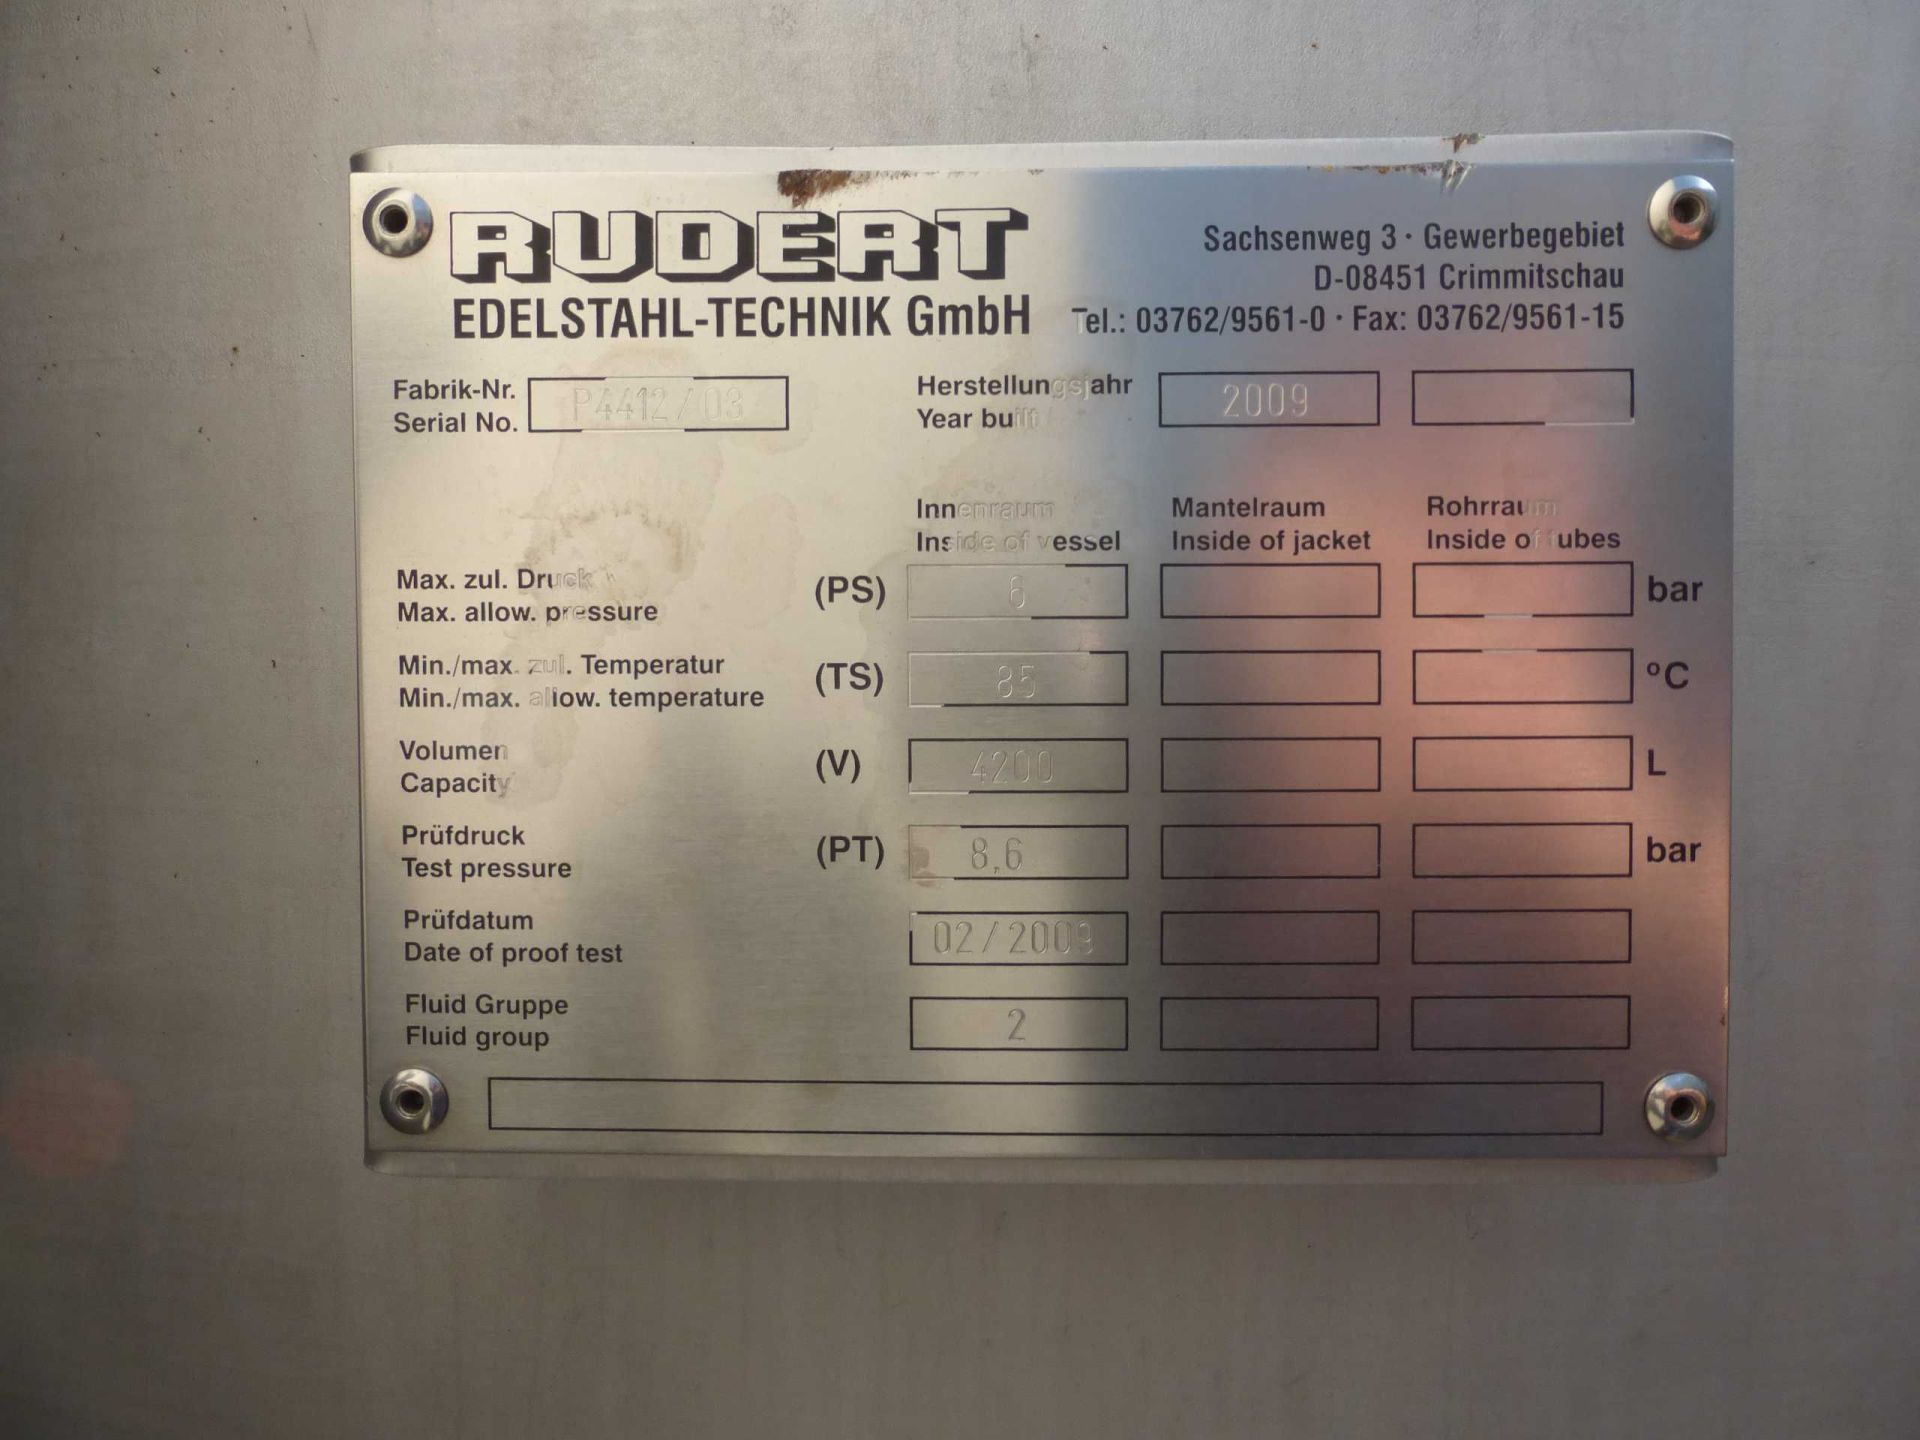 RUDERT
EDELSTAHL-TECHNIK GmbH
Sachsenweg 3 · Gewerbegebiet
D-08451 Crimmitschau
Tel.: 03762/9561-0 · Fax: 03762/9561-15
Fabrik-Nr.
Serial No.
P4412/03
Herstellungsjahr
Year built
2009
Innenraum
Inside of vessel
Mantelraum
Inside of jacket
Rohrraum
Inside of tubes
Max. zul. Druck
Max. allow. pressure
(PS) 6 bar
Min./max. zul. Temperatur
Min./max. allow. temperature
(TS) 85 °C
Volumen
Capacity
(V) 4200 L
Prüfdruck
Test pressure
(PT) 8,6 bar
Prüfdatum
Date of proof test
02/2009
Fluid Gruppe
Fluid group
2